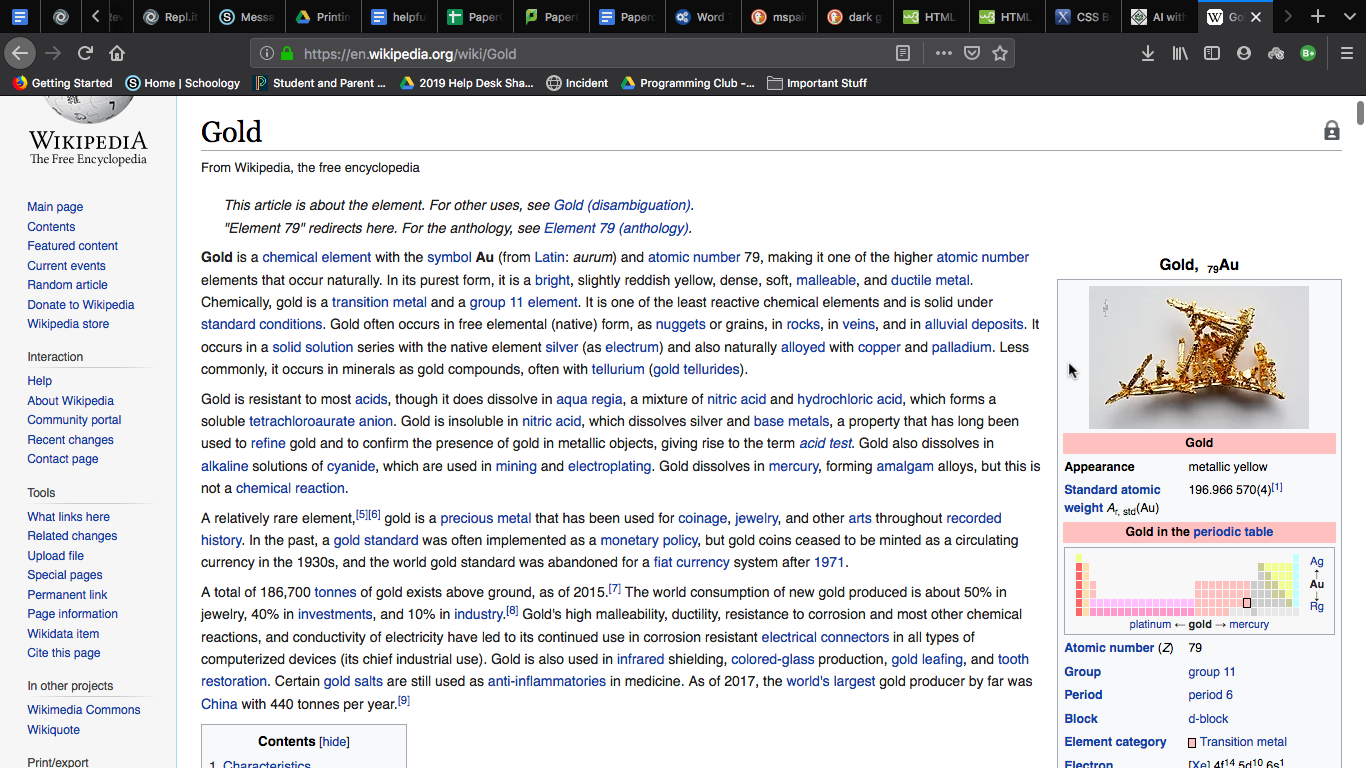 Repl.it
Messa
Printin
helpfu
Paper
Paper
Paperc
Word
mspain
dark g
HTML
HTML
CSS B
AI with
Go
https://en.wikipedia.org/wiki/Gold
Getting Started
Home | Schoology
Student and Parent ...
2019 Help Desk Sha...
Incident
Programming Club -...
Important Stuff
WIKIPEDIA
The Free Encyclopedia
Main page
Contents
Featured content
Current events
Random article
Donate to Wikipedia
Wikipedia store
Interaction
Help
About Wikipedia
Community portal
Recent changes
Contact page
Tools
What links here
Related changes
Upload file
Special pages
Permanent link
Page information
Wikidata item
Cite this page
In other projects
Wikimedia Commons
Wikiquote
Print/export
Gold
From Wikipedia, the free encyclopedia
This article is about the element. For other uses, see Gold (disambiguation).
"Element 79" redirects here. For the anthology, see Element 79 (anthology).
Gold is a chemical element with the symbol Au (from Latin: aurum) and atomic number 79, making it one of the higher atomic number
elements that occur naturally. In its purest form, it is a bright, slightly reddish yellow, dense, soft, malleable, and ductile metal.
Chemically, gold is a transition metal and a group 11 element. It is one of the least reactive chemical elements and is solid under
standard conditions. Gold often occurs in free elemental (native) form, as nuggets or grains, in rocks, in veins, and in alluvial deposits. It
occurs in a solid solution series with the native element silver (as electrum) and also naturally alloyed with copper and palladium. Less
commonly, it occurs in minerals as gold compounds, often with tellurium (gold tellurides).
Gold is resistant to most acids, though it does dissolve in aqua regia, a mixture of nitric acid and hydrochloric acid, which forms a
soluble tetrachloroaurate anion. Gold is insoluble in nitric acid, which dissolves silver and base metals, a property that has long been
used to refine gold and to confirm the presence of gold in metallic objects, giving rise to the term acid test. Gold also dissolves in
alkaline solutions of cyanide, which are used in mining and electroplating. Gold dissolves in mercury, forming amalgam alloys, but this is
not a chemical reaction.
A relatively rare element,[5][6] gold is a precious metal that has been used for coinage, jewelry, and other arts throughout recorded
history. In the past, a gold standard was often implemented as a monetary policy, but gold coins ceased to be minted as a circulating
currency in the 1930s, and the world gold standard was abandoned for a fiat currency system after 1971.
A total of 186,700 tonnes of gold exists above ground, as of 2015.[7] The world consumption of new gold produced is about 50% in
jewelry, 40% in investments, and 10% in industry.[8] Gold's high malleability, ductility, resistance to corrosion and most other chemical
reactions, and conductivity of electricity have led to its continued use in corrosion resistant electrical connectors in all types of
computerized devices (its chief industrial use). Gold is also used in infrared shielding, colored-glass production, gold leafing, and tooth
restoration. Certain gold salts are still used as anti-inflammatories in medicine. As of 2017, the world's largest gold producer by far was
China with 440 tonnes per year.[9]
Contents [hide]
1 Characteristics
Gold, 79Au
Gold
Appearance metallic yellow
Standard atomic 196.966 570(4)[1]
weight Ar, std(Au)
Gold in the periodic table
Ag
↑
Au
↓
Rg
platinum ← gold → mercury
Atomic number (Z) 79
Group group 11
Period period 6
Block d-block
Element category Transition metal
Electron [Xe] 4f14 5d10 6s1